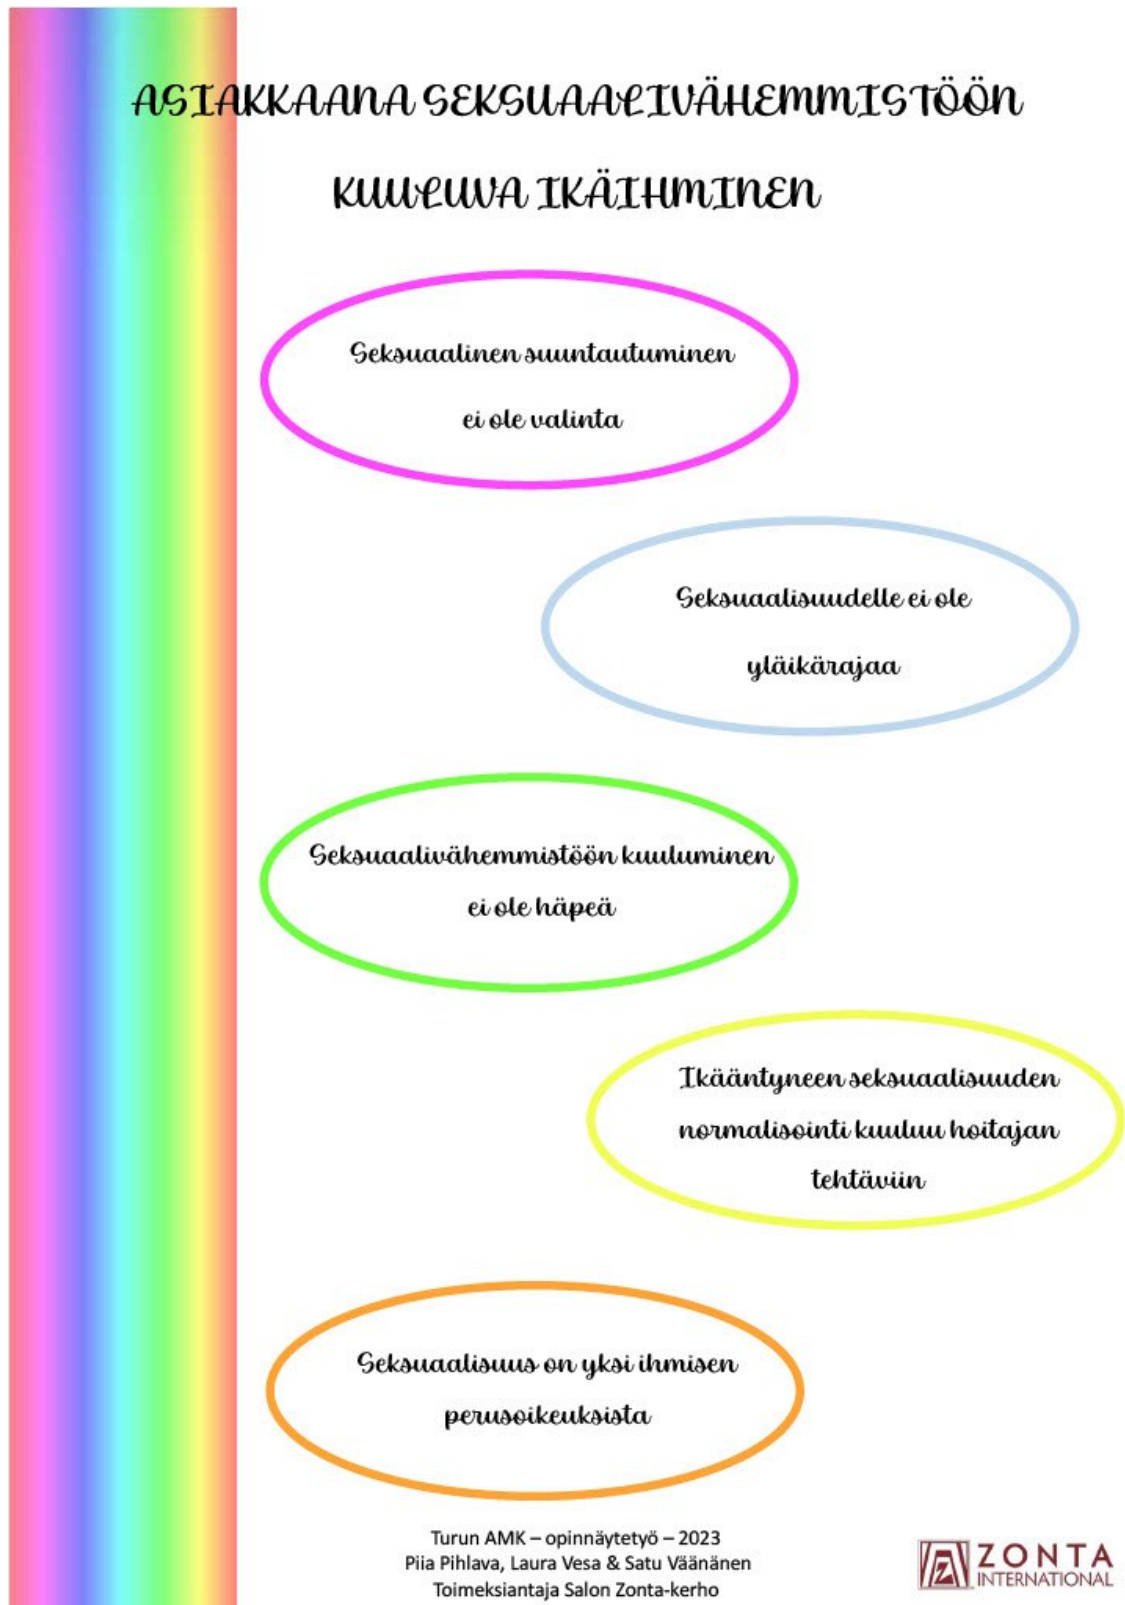 ASIAKKAANA SEKSUAALIVÄHEMMISTÖÖN
KUULUVA IKÄIHMINEN
Seksuaalinen suuntautuminen
ei ole valinta
Seksuaalisuudelle ei ole
yläikärajaa
Seksuaalivähemmistöön kuuluminen
ei ole häpeä
Ikääntyneen seksuaalisuuden
normalisointi kuuluu hoitajan
tehtäviin
Seksuaalisuus on yksi ihmisen
perusoikeuksista
Turun AMK – opinnäytetyö – 2023
Piia Pihlava, Laura Vesa & Satu Väänänen
Toimeksiantaja Salon Zonta-kerho
ZONTA
INTERNATIONAL